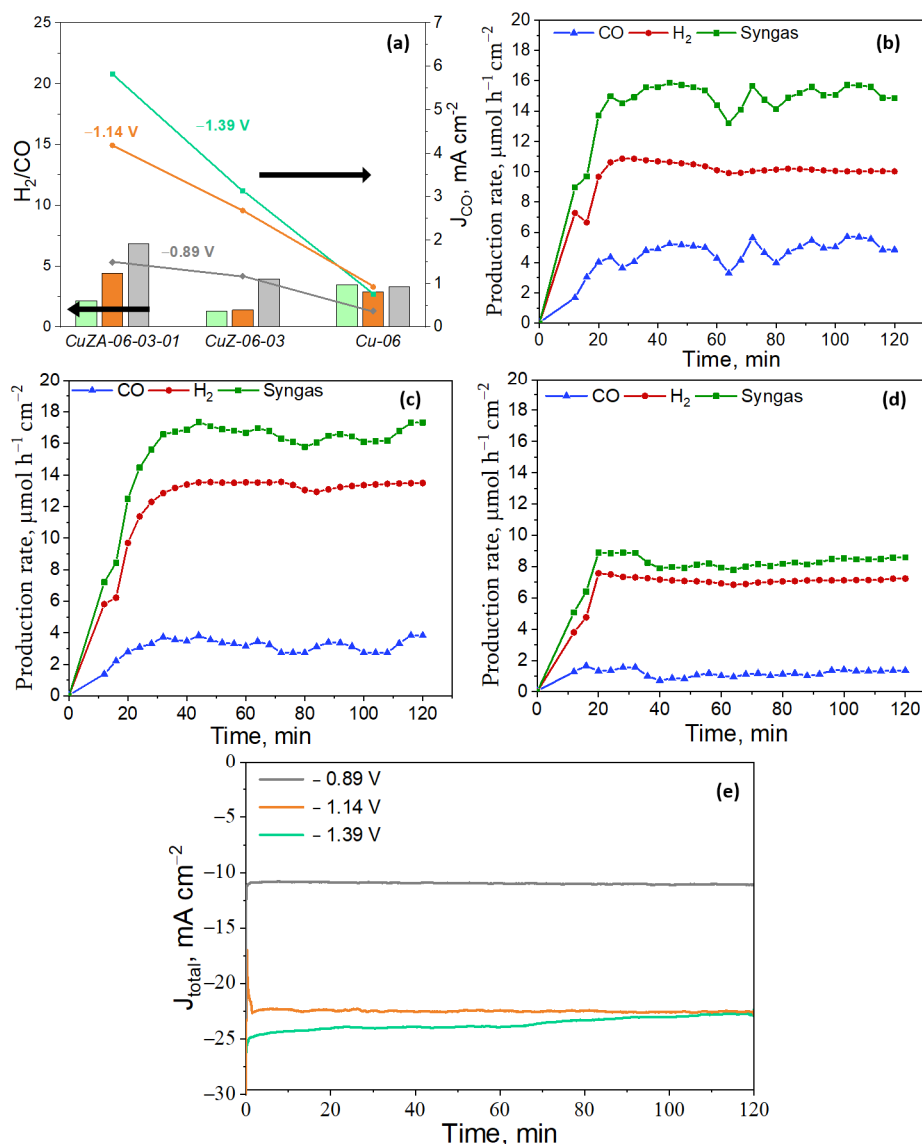 (a)
H₂/CO
25
20
15
10
5
0
7
6
5
4
3
2
1
0
J_CO, mA cm⁻²
−1.14 V
−1.39 V
−0.89 V
CuZA-06-03-01 CuZ-06-03 Cu-06
(b)
CO H₂ Syngas
Production rate, μmol h⁻¹ cm⁻²
20
18
16
14
12
10
8
6
4
2
0
0 20 40 60 80 100 120
Time, min
(c)
CO H₂ Syngas
Production rate, μmol h⁻¹ cm⁻²
20
18
16
14
12
10
8
6
4
2
0
0 20 40 60 80 100 120
Time, min
(d)
CO H₂ Syngas
Production rate, μmol h⁻¹ cm⁻²
20
18
16
14
12
10
8
6
4
2
0
0 20 40 60 80 100 120
Time, min
(e)
− 0.89 V
− 1.14 V
− 1.39 V
J_total, mA cm⁻²
0
−5
−10
−15
−20
−25
−30
0 20 40 60 80 100 120
Time, min